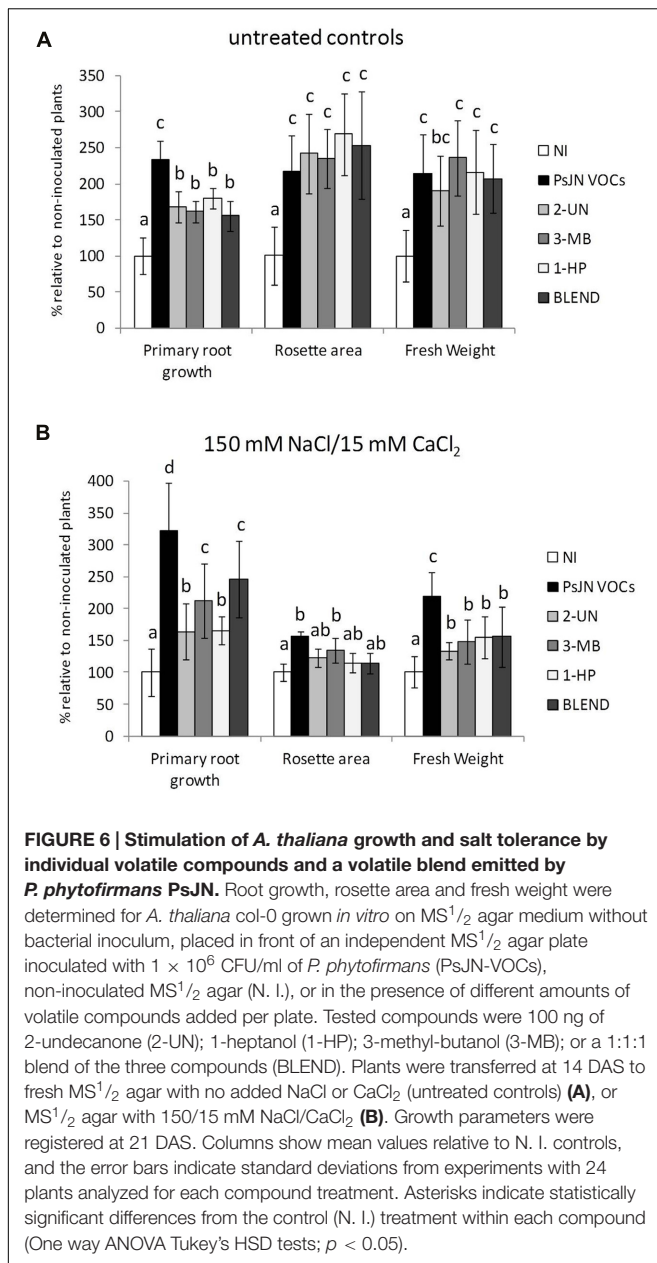 A
untreated controls
% relative to non-inoculated plants
350
300
250
200
150
100
50
0
a c b b b b
a c c c c c
a c bc c c c
Primary root growth
Rosette area
Fresh Weight
NI
PsJN VOCs
2-UN
3-MB
1-HP
BLEND
B
150 mM NaCl/15 mM CaCl₂
% relative to non-inoculated plants
400
350
300
250
200
150
100
50
0
a d b c b c
a b ab b ab ab
a c b b b b
Primary root growth
Rosette area
Fresh Weight
NI
PsJN VOCs
2-UN
3-MB
1-HP
BLEND
FIGURE 6 | Stimulation of A. thaliana growth and salt tolerance by
individual volatile compounds and a volatile blend emitted by
P. phytofirmans PsJN. Root growth, rosette area and fresh weight were
determined for A. thaliana col-0 grown in vitro on MS¹/₂ agar medium without
bacterial inoculum, placed in front of an independent MS¹/₂ agar plate
inoculated with 1 × 10⁶ CFU/ml of P. phytofirmans (PsJN-VOCs),
non-inoculated MS¹/₂ agar (N. I.), or in the presence of different amounts of
volatile compounds added per plate. Tested compounds were 100 ng of
2-undecanone (2-UN); 1-heptanol (1-HP); 3-methyl-butanol (3-MB); or a 1:1:1
blend of the three compounds (BLEND). Plants were transferred at 14 DAS to
fresh MS¹/₂ agar with no added NaCl or CaCl₂ (untreated controls) (A), or
MS¹/₂ agar with 150/15 mM NaCl/CaCl₂ (B). Growth parameters were
registered at 21 DAS. Columns show mean values relative to N. I. controls,
and the error bars indicate standard deviations from experiments with 24
plants analyzed for each compound treatment. Asterisks indicate statistically
significant differences from the control (N. I.) treatment within each compound
(One way ANOVA Tukey's HSD tests; p < 0.05).